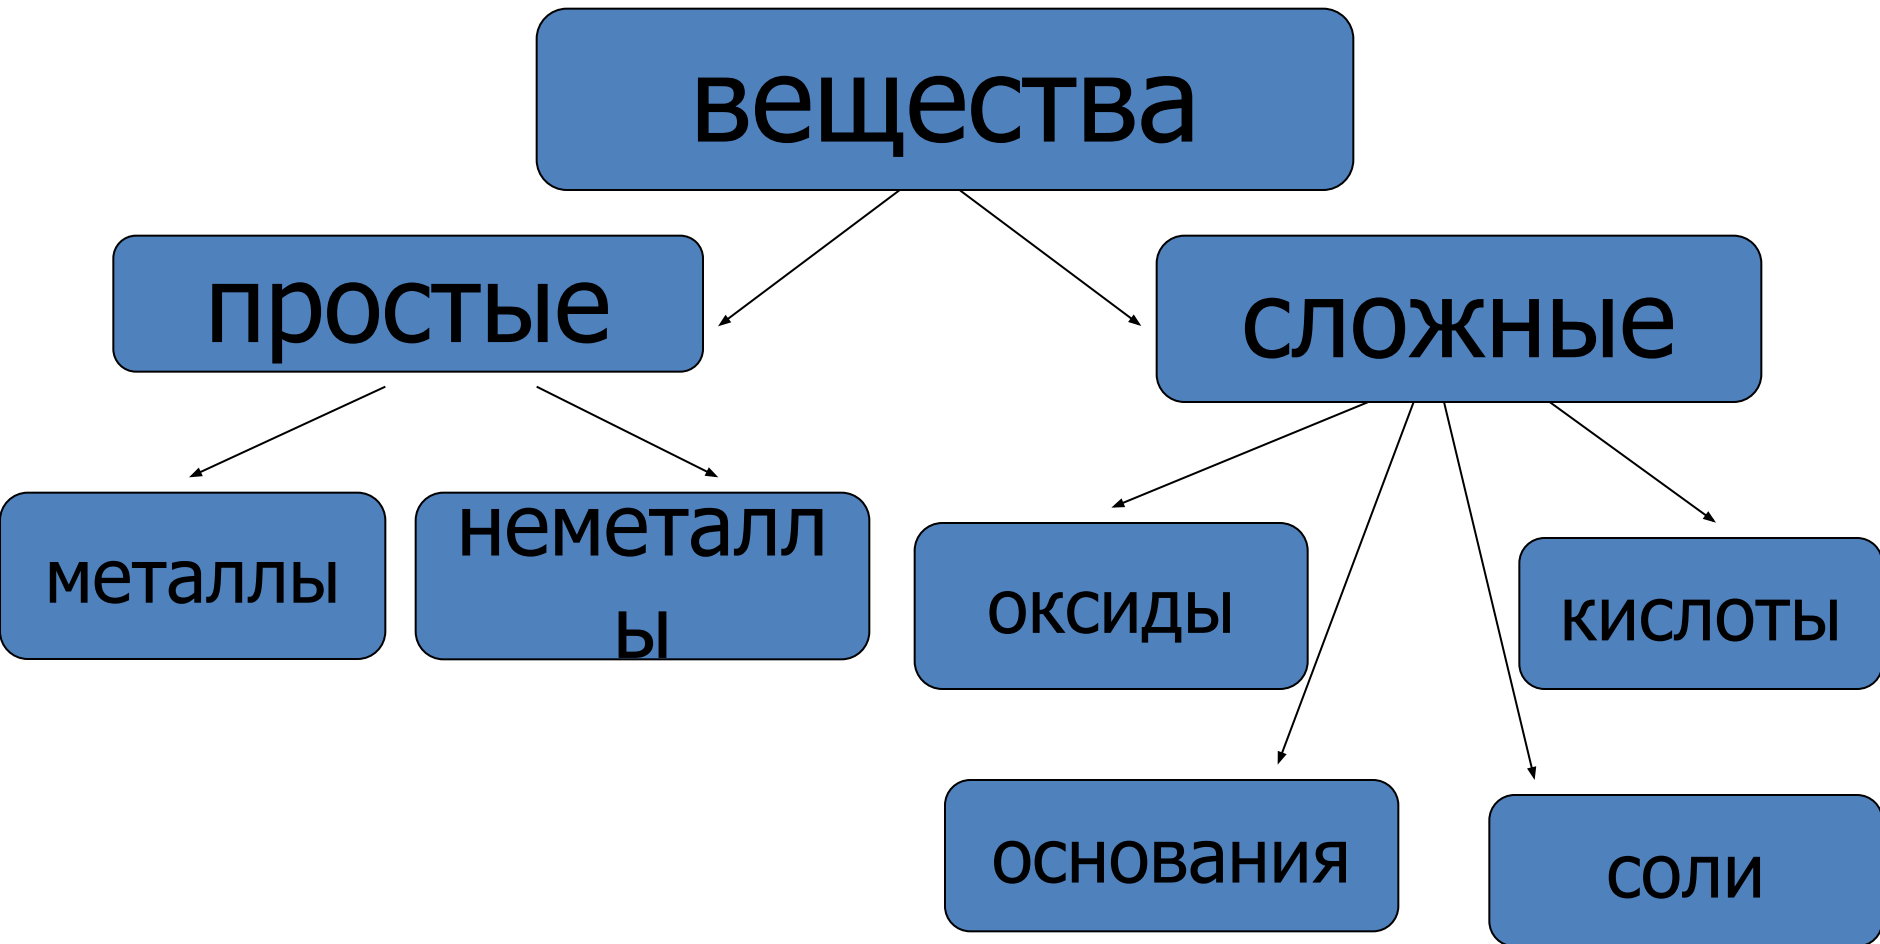 вещества
простые
сложные
металлы
неметалл
ы
оксиды
кислоты
основания
соли